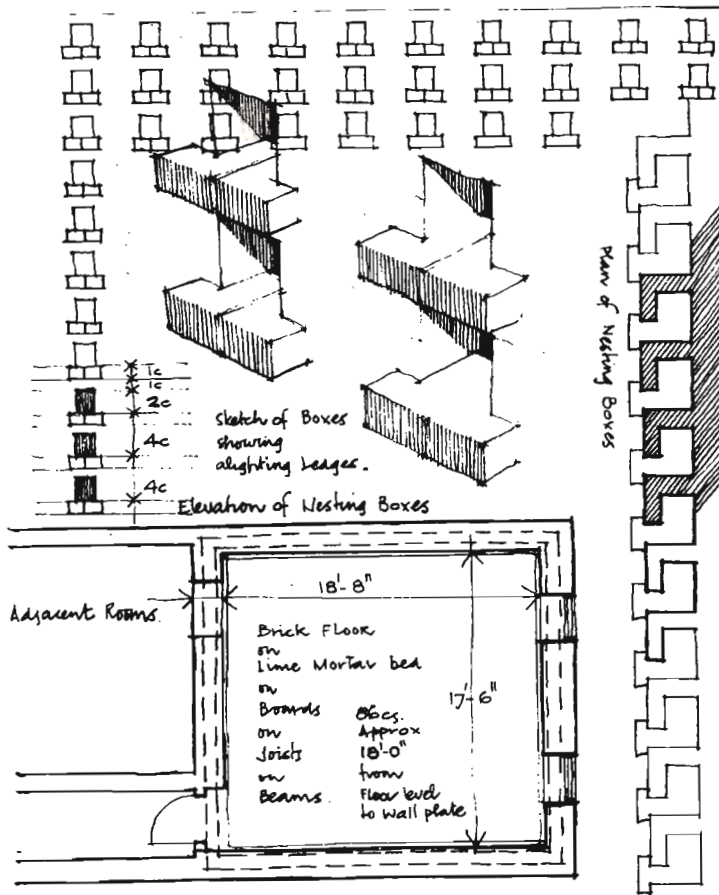 1c
1c
2c
4c
4c
Sketch of Boxes
showing
alighting Ledges.
Elevation of Nesting Boxes
Plan of Nesting Boxes
Adjacent Rooms.
18'-8"
17'-6"
Brick Floor
on
Lime Mortar bed
on
Boards
on
Joists
on
Beams.
86cs.
Approx
18'-0"
from
Floor level
to wall plate